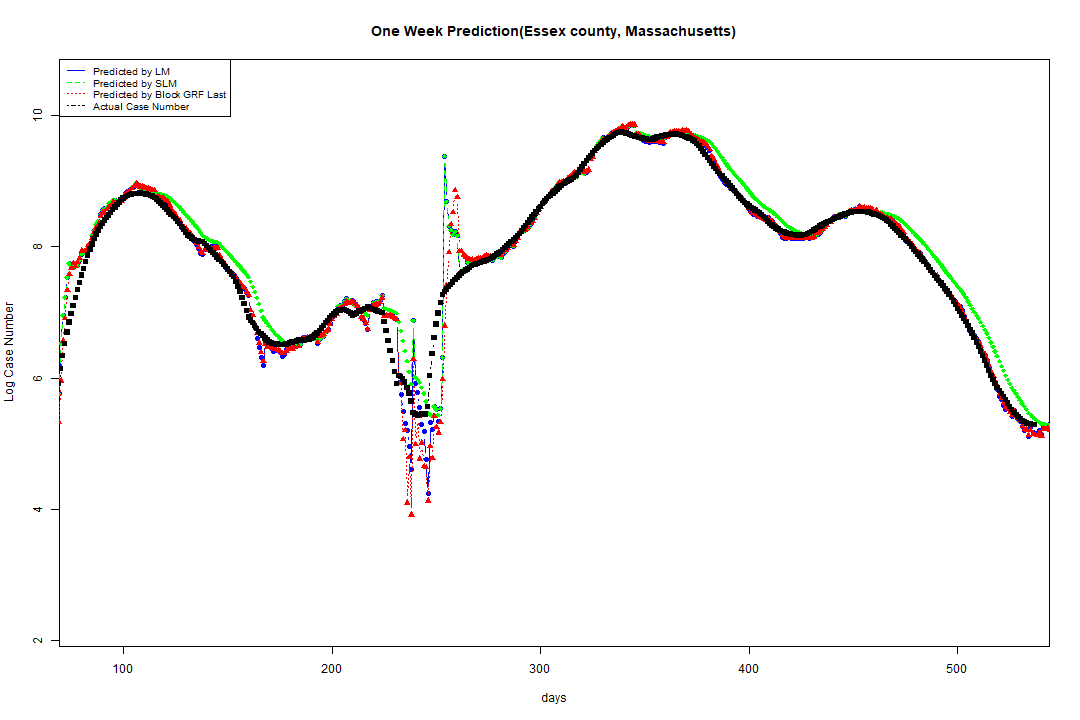 One Week Prediction(Essex county, Massachusetts)
Predicted by LM
Predicted by SLM
Predicted by Block GRF Last
Actual Case Number
Log Case Number
10
8
6
4
2
100 200 300 400 500
days